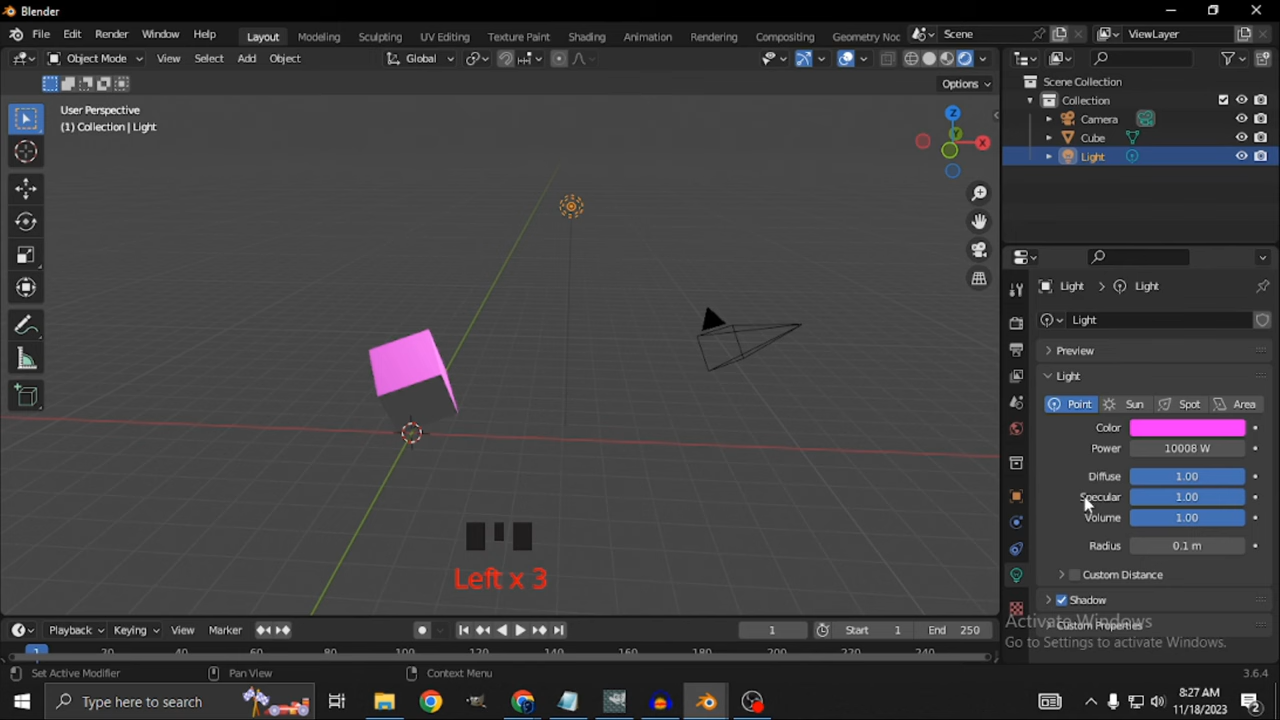 Blender
File Edit Render Window Help Layout Modeling Sculpting UV Editing Texture Paint Shading Animation Rendering Compositing Geometry Noc Scene ViewLayer
Object Mode View Select Add Object Global
Options
User Perspective
(1) Collection | Light
Z
Y
X
Scene Collection
Collection
Camera
Cube
Light
Light > Light
Light
Preview
Light
Point Sun Spot Area
Color
Power 10008 W
Diffuse 1.00
Specular 1.00
Volume 1.00
Radius 0.1 m
Custom Distance
Shadow
Custom Properties
Activate Windows
Go to Settings to activate Windows.
Left x 3
Playback Keying View Marker 1 Start 1 End 250
1 20 40 60 80 100 120 140 160 180 200 220 240
Set Active Modifier Pan View Context Menu 3.6.4
Type here to search
8:27 AM
11/18/2023
2